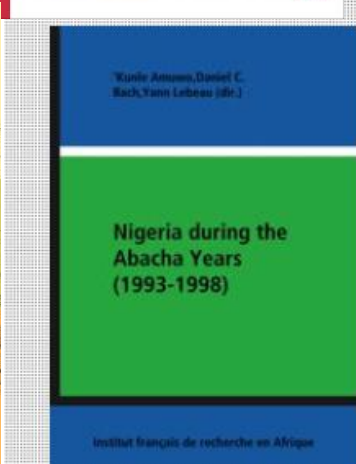 'Kunle Amuwo, Daniel C.
Bach, Yann Lebeau (dir.)
Nigeria during the
Abacha Years
(1993-1998)
Institut français de recherche en Afrique